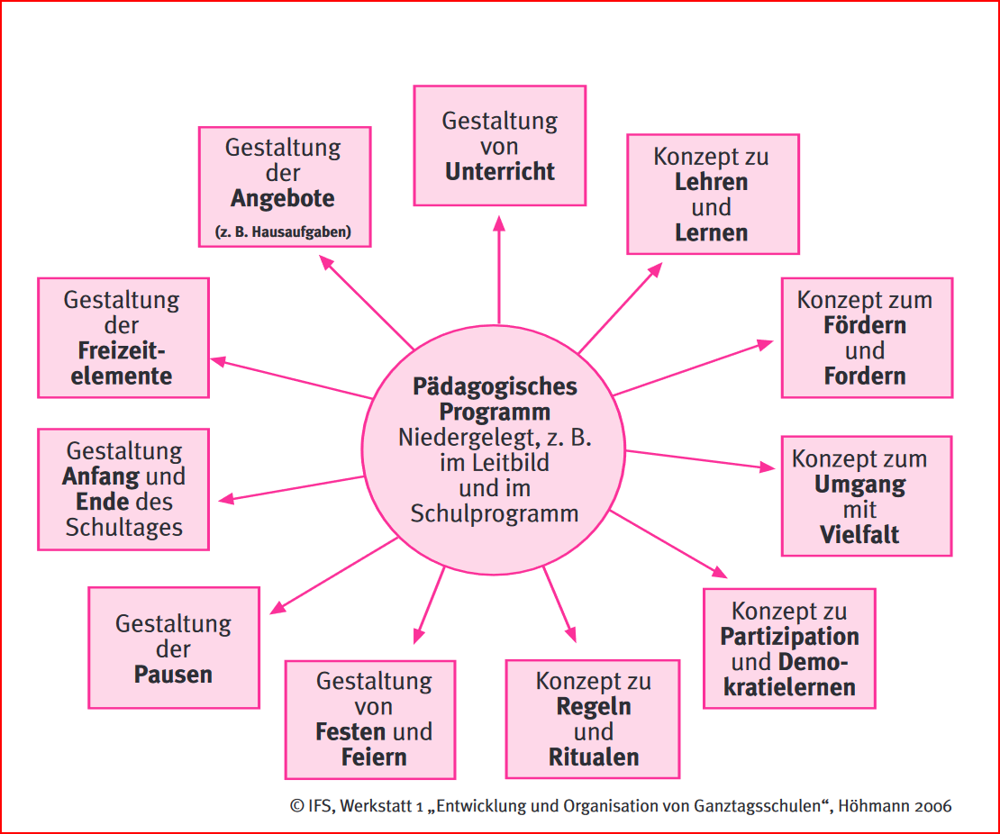 Gestaltung
von
Unterricht
Konzept zu
Lehren
und
Lernen
Konzept zum
Fördern
und
Fordern
Konzept zum
Umgang
mit
Vielfalt
Konzept zu
Partizipation
und Demo-
kratielernen
Konzept zu
Regeln
und
Ritualen
Gestaltung
von
Festen und
Feiern
Gestaltung
der
Pausen
Gestaltung
Anfang und
Ende des
Schultages
Gestaltung
der
Freizeit-
elemente
Gestaltung
der
Angebote
(z. B. Hausaufgaben)
Pädagogisches
Programm
Niedergelegt, z. B.
im Leitbild
und im
Schulprogramm
© IFS, Werkstatt 1 „Entwicklung und Organisation von Ganztagsschulen“, Höhmann 2006